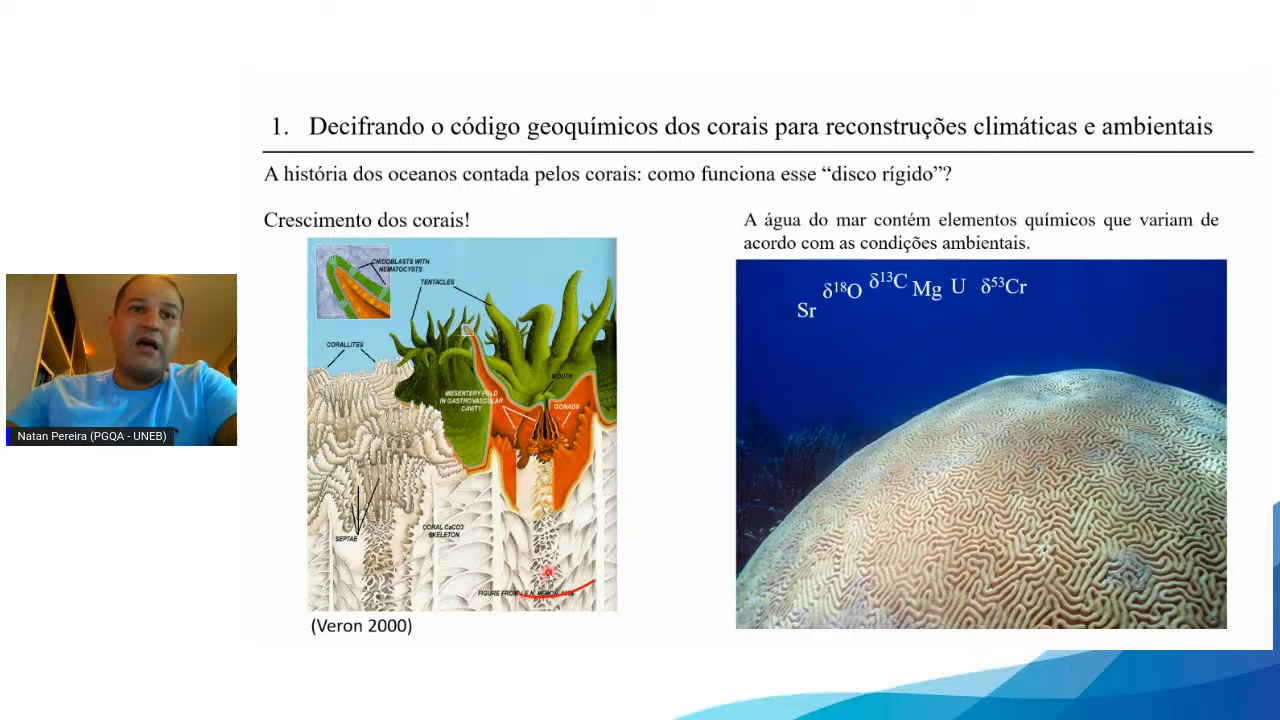 1. Decifrando o código geoquímicos dos corais para reconstruções climáticas e ambientais
A história dos oceanos contada pelos corais: como funciona esse “disco rígido”?
Crescimento dos corais!
CNIDOBLASTS WITH
NEMATOCYSTS
TENTACLES
CORALLITES
MOUTH
MESENTERY FOLD
IN GASTROVASCULAR
CAVITY
GONADS
SEPTAE
CORAL CaCO3
SKELETON
FIGURE FROM J.E.N. VERON
(Veron 2000)
A água do mar contém elementos químicos que variam de
acordo com as condições ambientais.
Sr δ¹⁸O δ¹³C Mg U δ⁵³Cr
Natan Pereira (PGQA - UNEB)